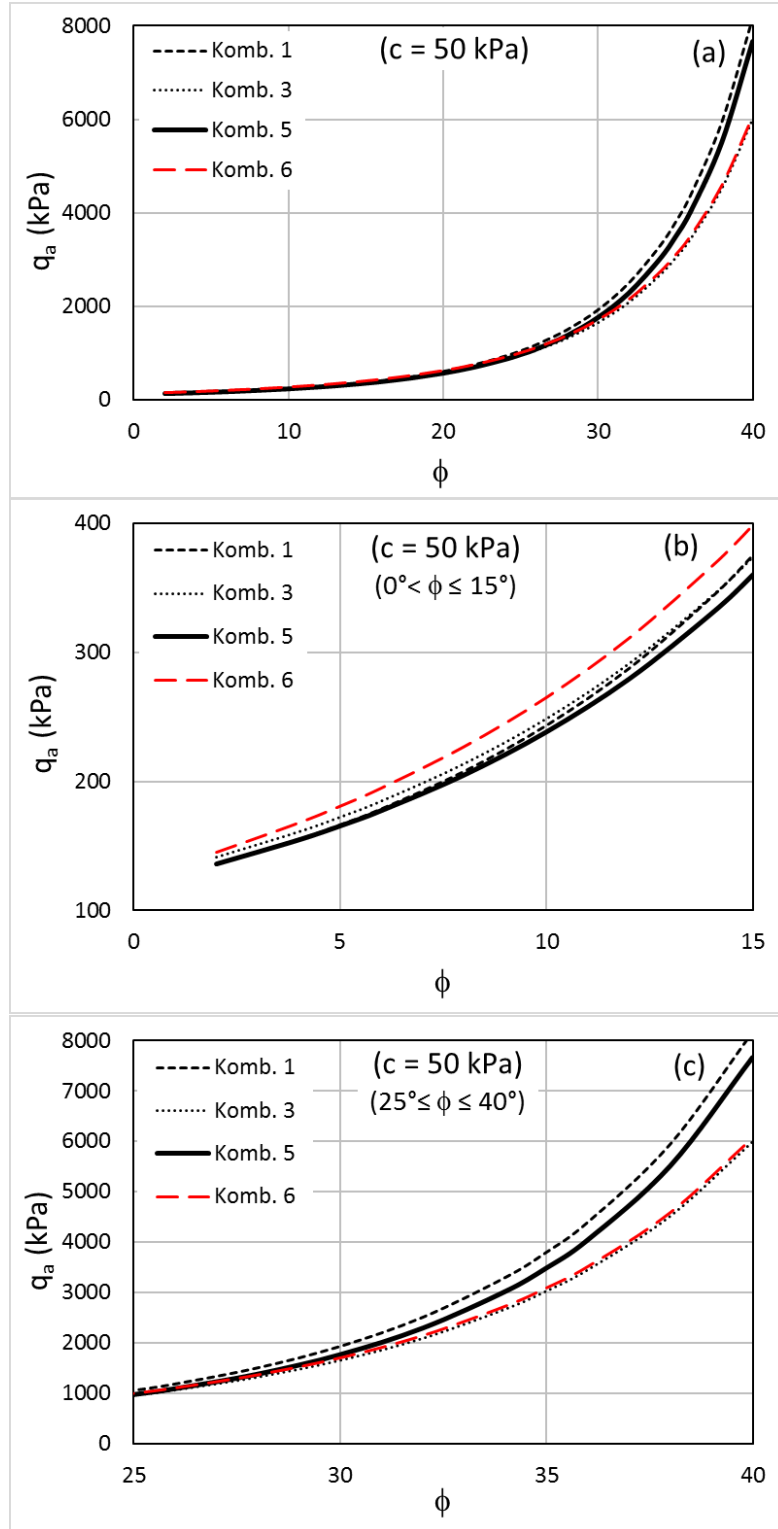 8000
6000
4000
2000
0
q_a (kPa)
Komb. 1
Komb. 3
Komb. 5
Komb. 6
(c = 50 kPa)
(a)
0 10 20 30 40
ϕ
400
300
200
100
q_a (kPa)
Komb. 1
Komb. 3
Komb. 5
Komb. 6
(c = 50 kPa)
(0°< ϕ ≤ 15°)
(b)
0 5 10 15
ϕ
8000
7000
6000
5000
4000
3000
2000
1000
0
q_a (kPa)
Komb. 1
Komb. 3
Komb. 5
Komb. 6
(c = 50 kPa)
(25°≤ ϕ ≤ 40°)
(c)
25 30 35 40
ϕ